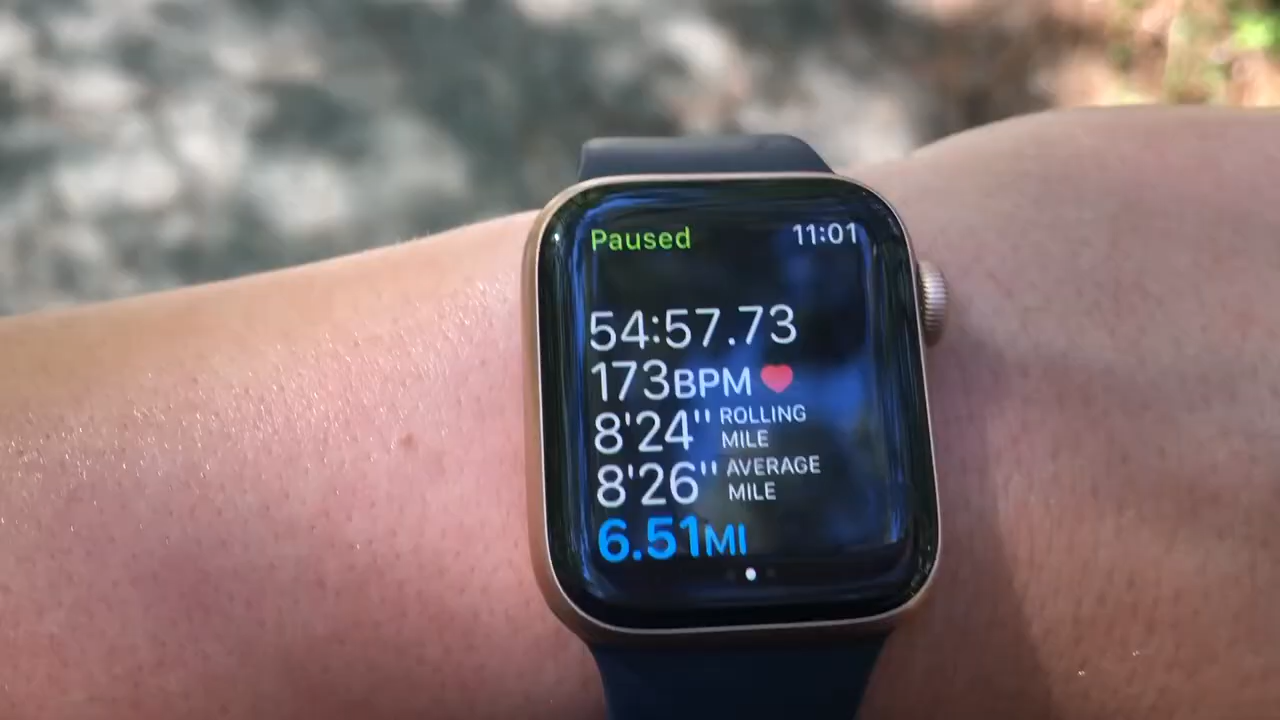 Paused 11:01
54:57.73
173BPM
8'24" ROLLING MILE
8'26" AVERAGE MILE
6.51MI